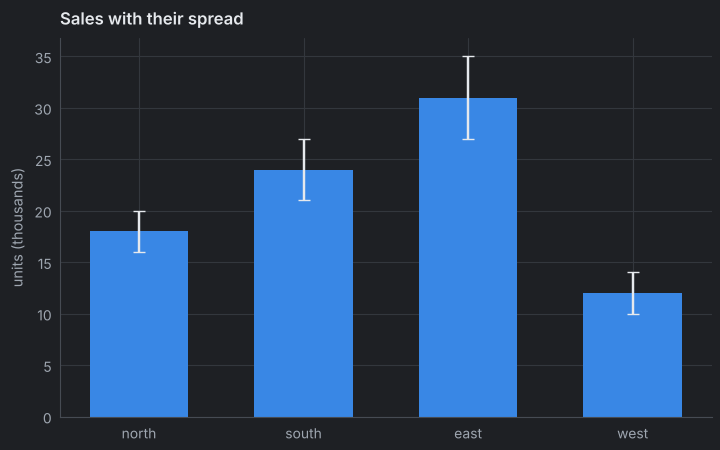 Sales with their spread
units (thousands)
35
30
25
20
15
10
5
0
north
south
east
west